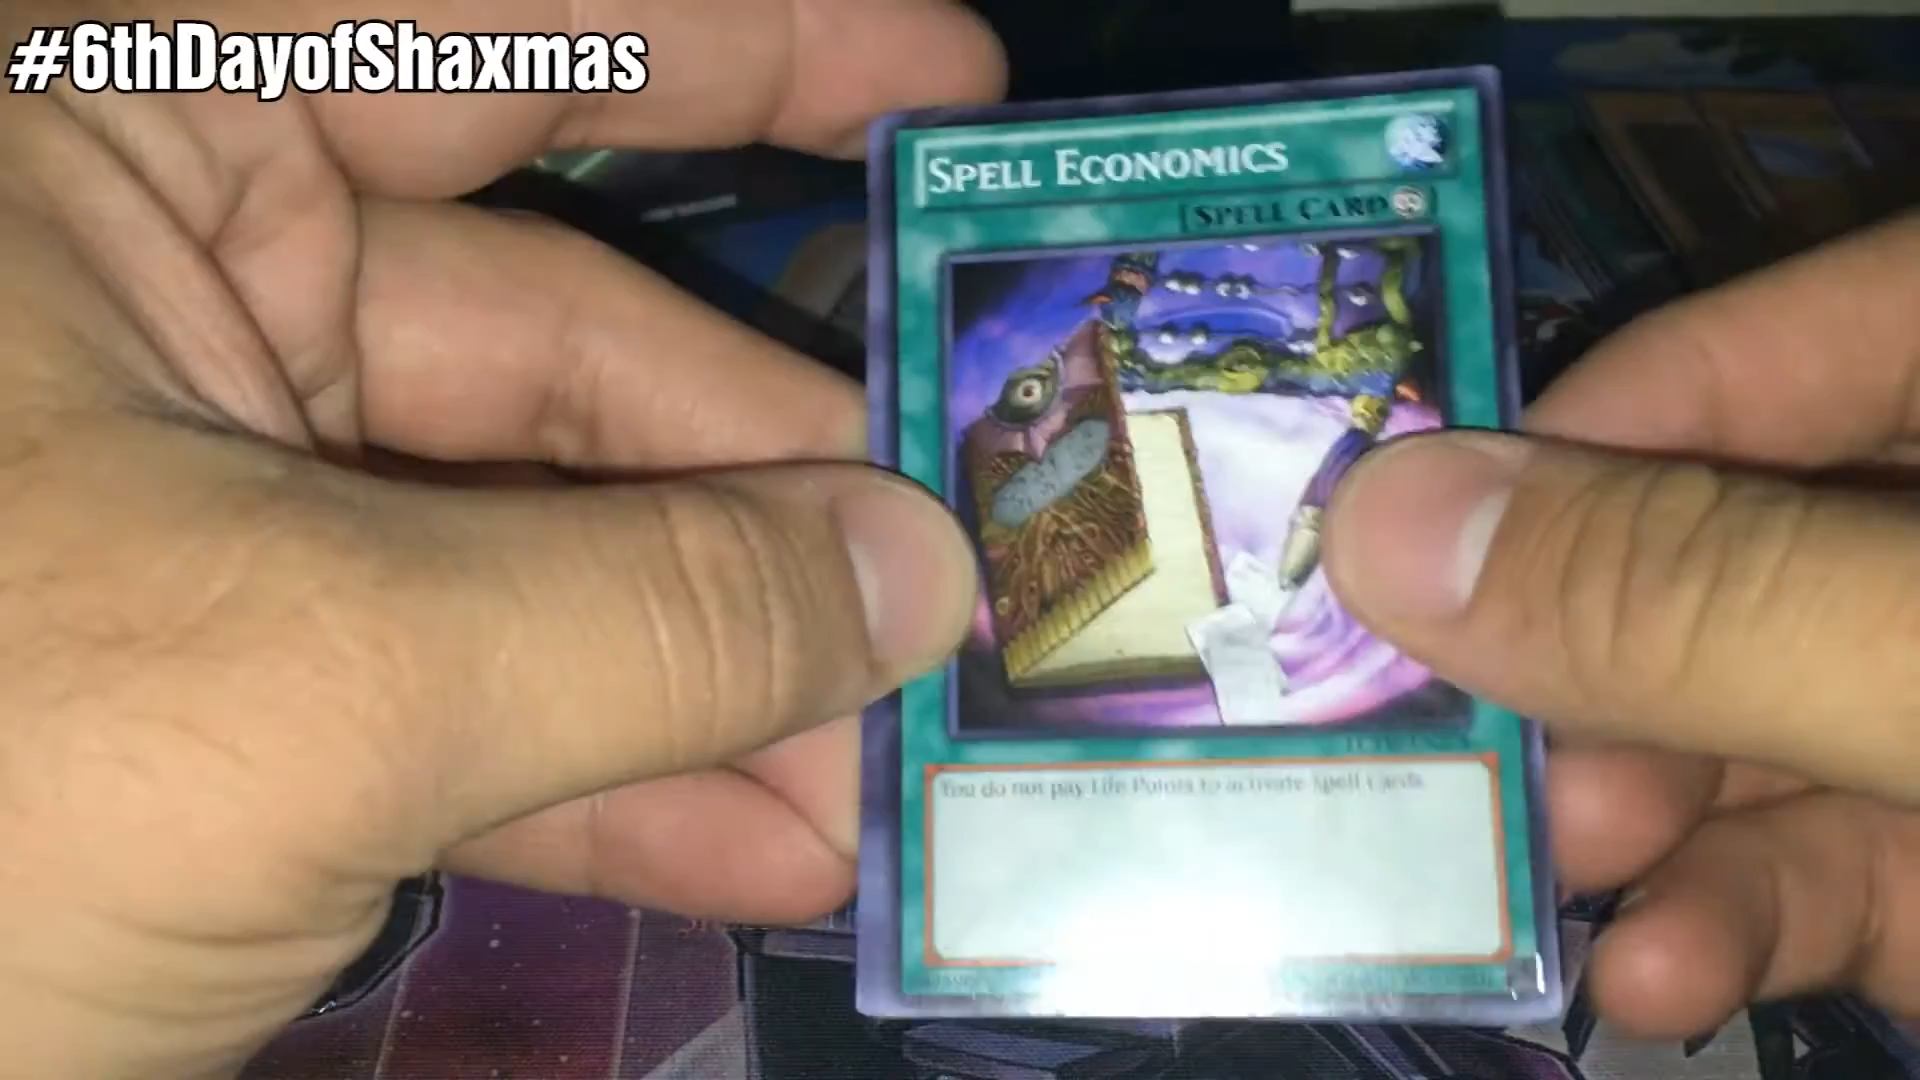 #6thDayofShaxmas
SPELL ECONOMICS
[SPELL CARD
You do not pay Life Points to activate Spell Cards.